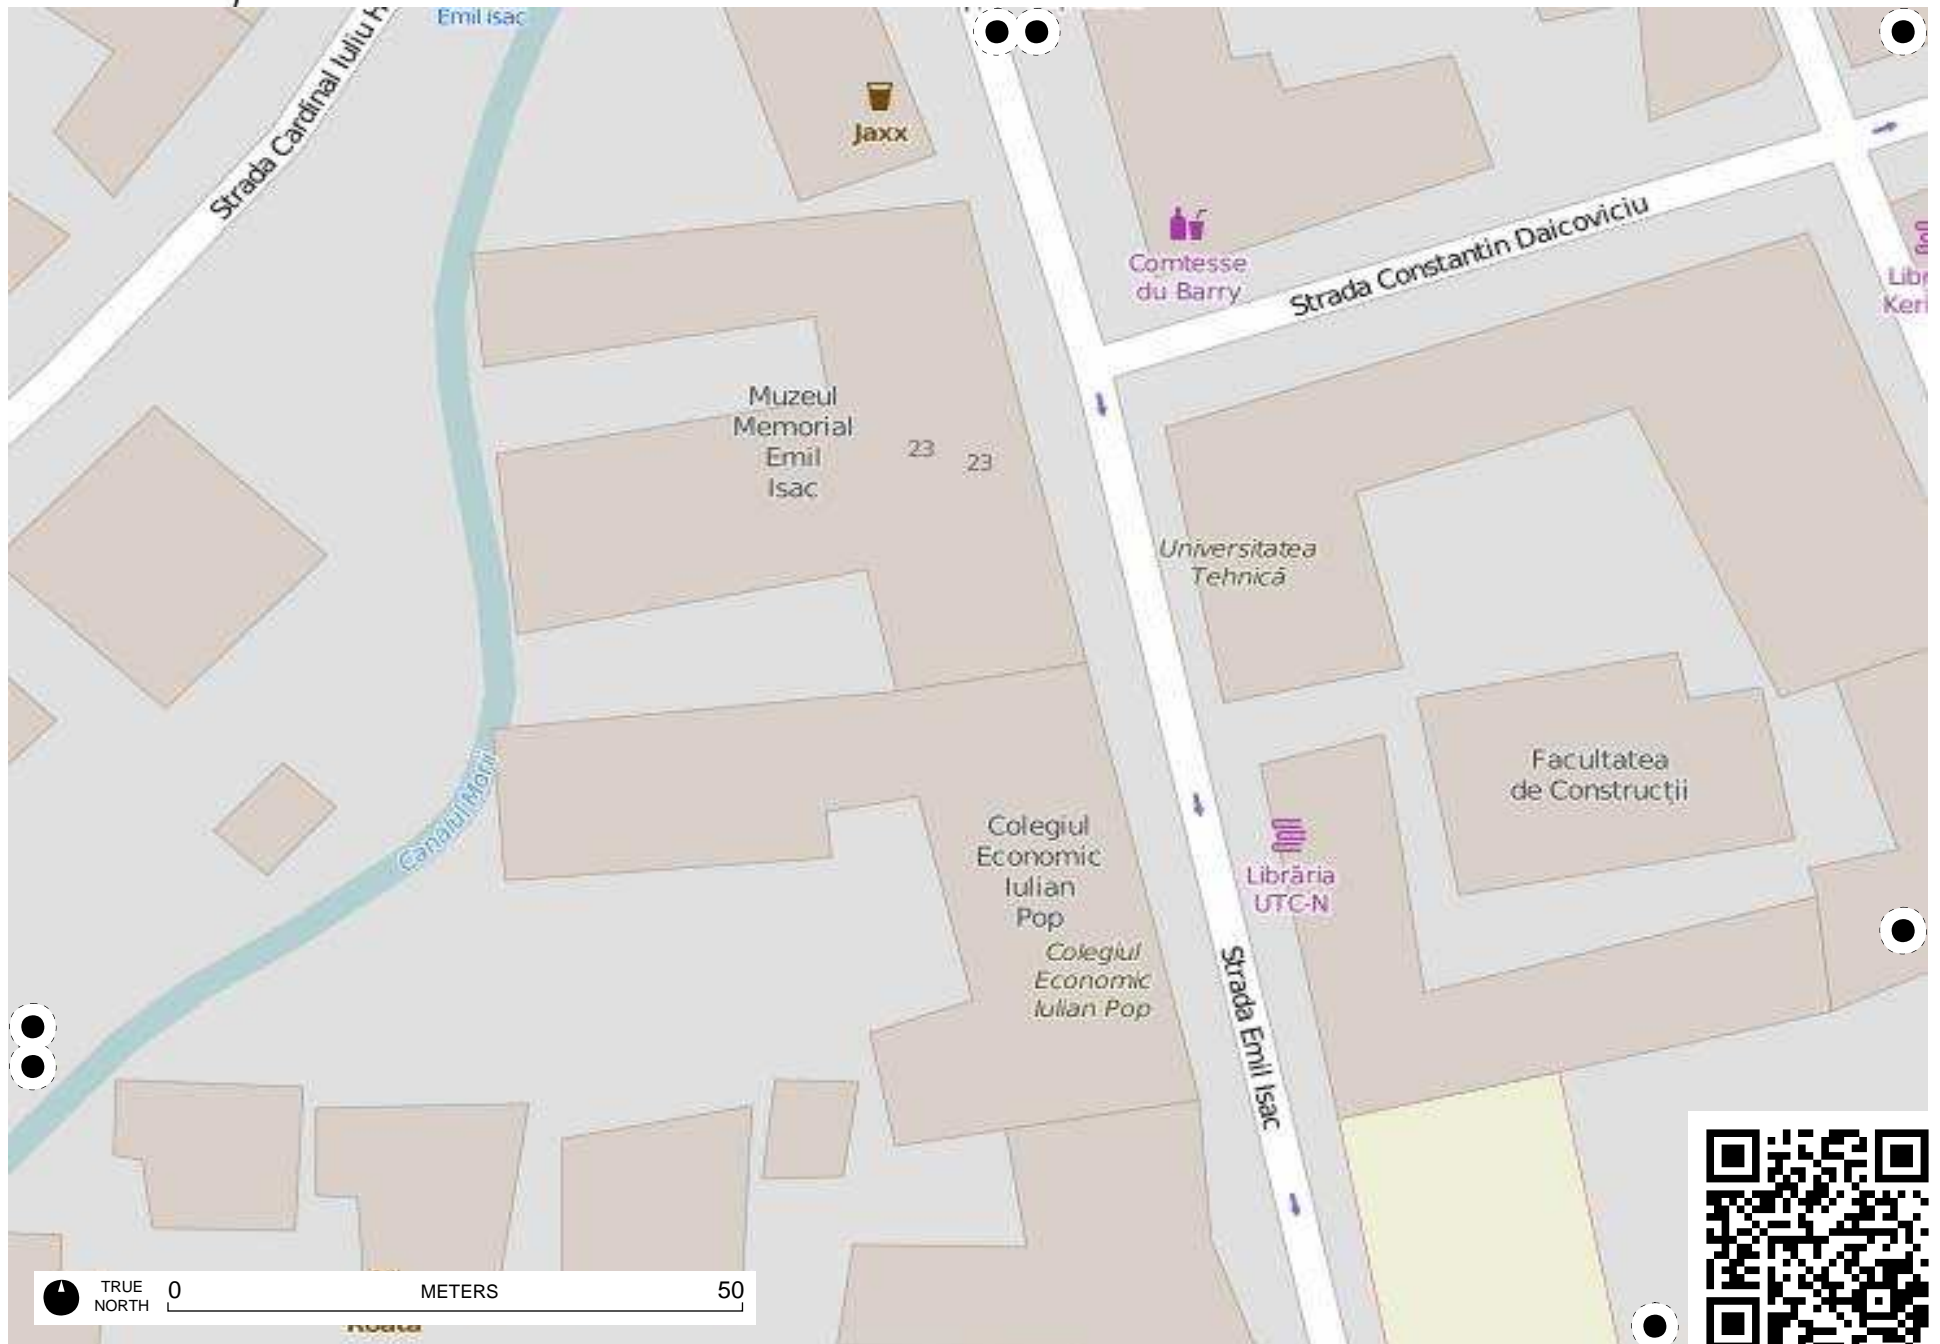 Emil isac
Strada Cardinal Iuliu
Jaxx
Comtesse
du Barry
Strada Constantin Daicoviciu
Muzeul
Memorial
Emil
Isac
23
23
Universitatea
Tehnică
Facultatea
de Construcții
Canalul Morii
Colegiul
Economic
Iulian
Pop
Colegiul
Economic
Iulian Pop
Librăria
UTC-N
Strada Emil Isac
TRUE
NORTH
0
METERS
50
Roata